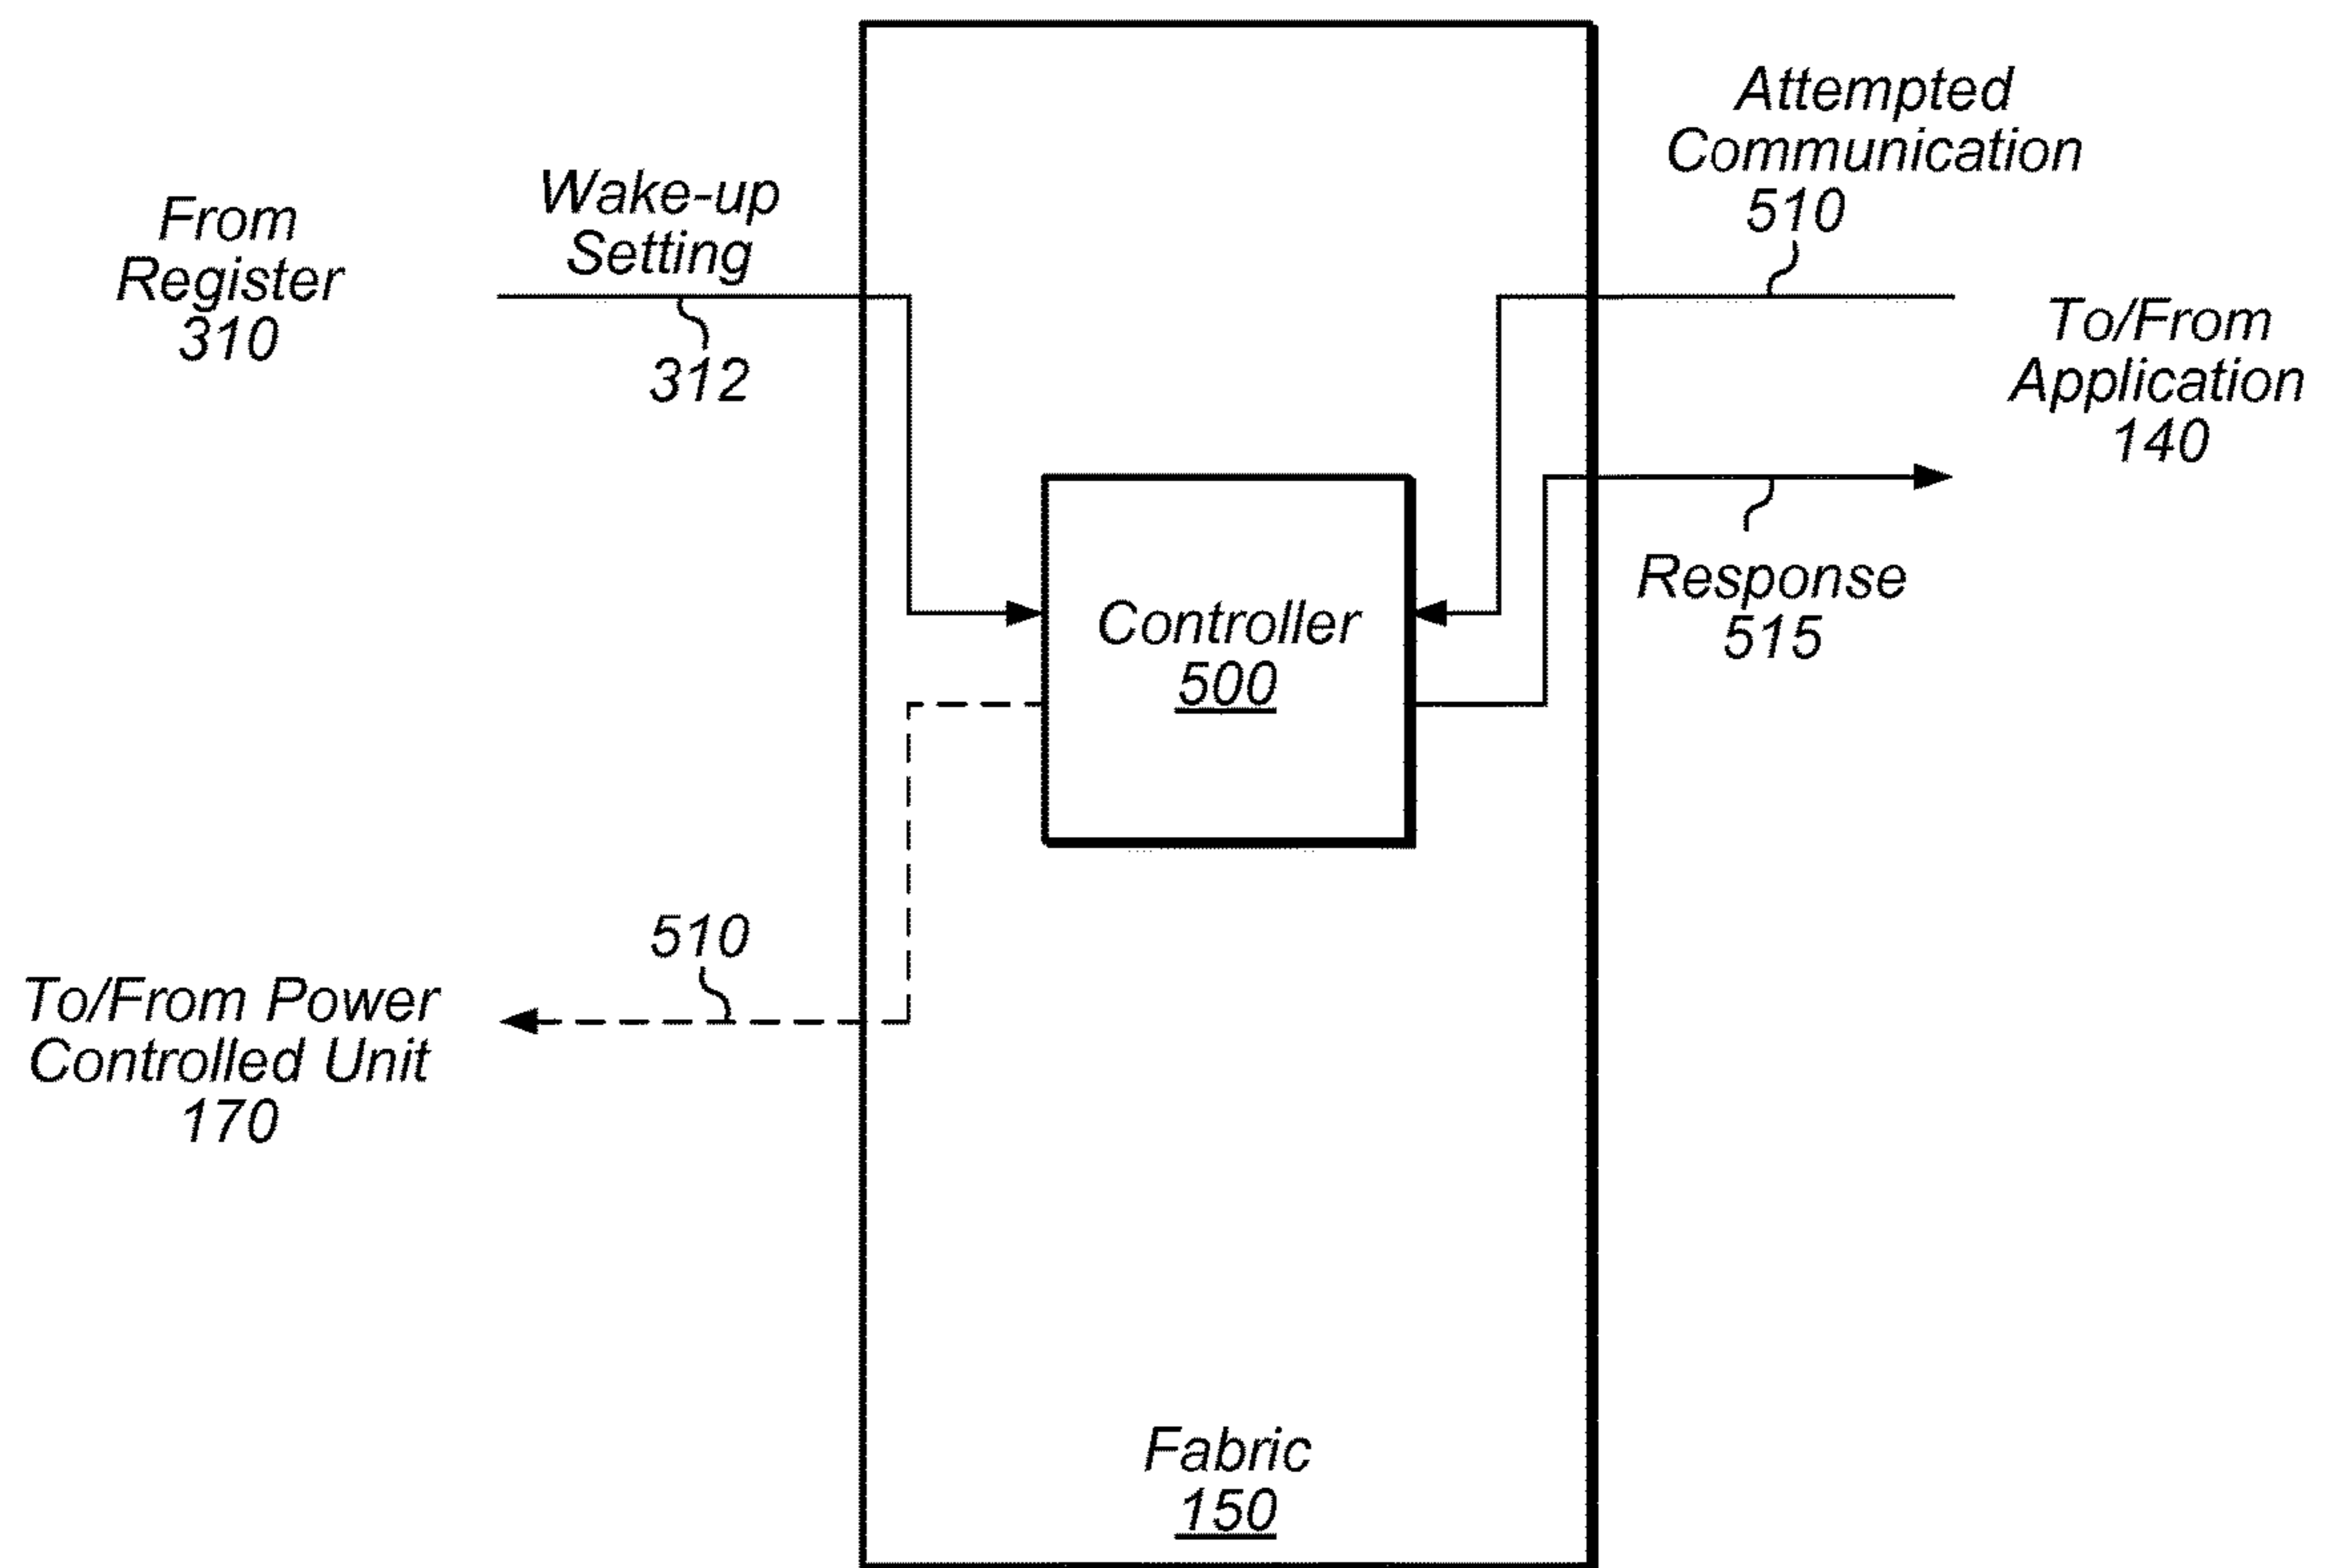 Attempted
Communication
510
Wake-up
Setting
From
Register
310
312
To/From
Application
140
Response
515
Controller
500
510
To/From Power
Controlled Unit
170
Fabric
150